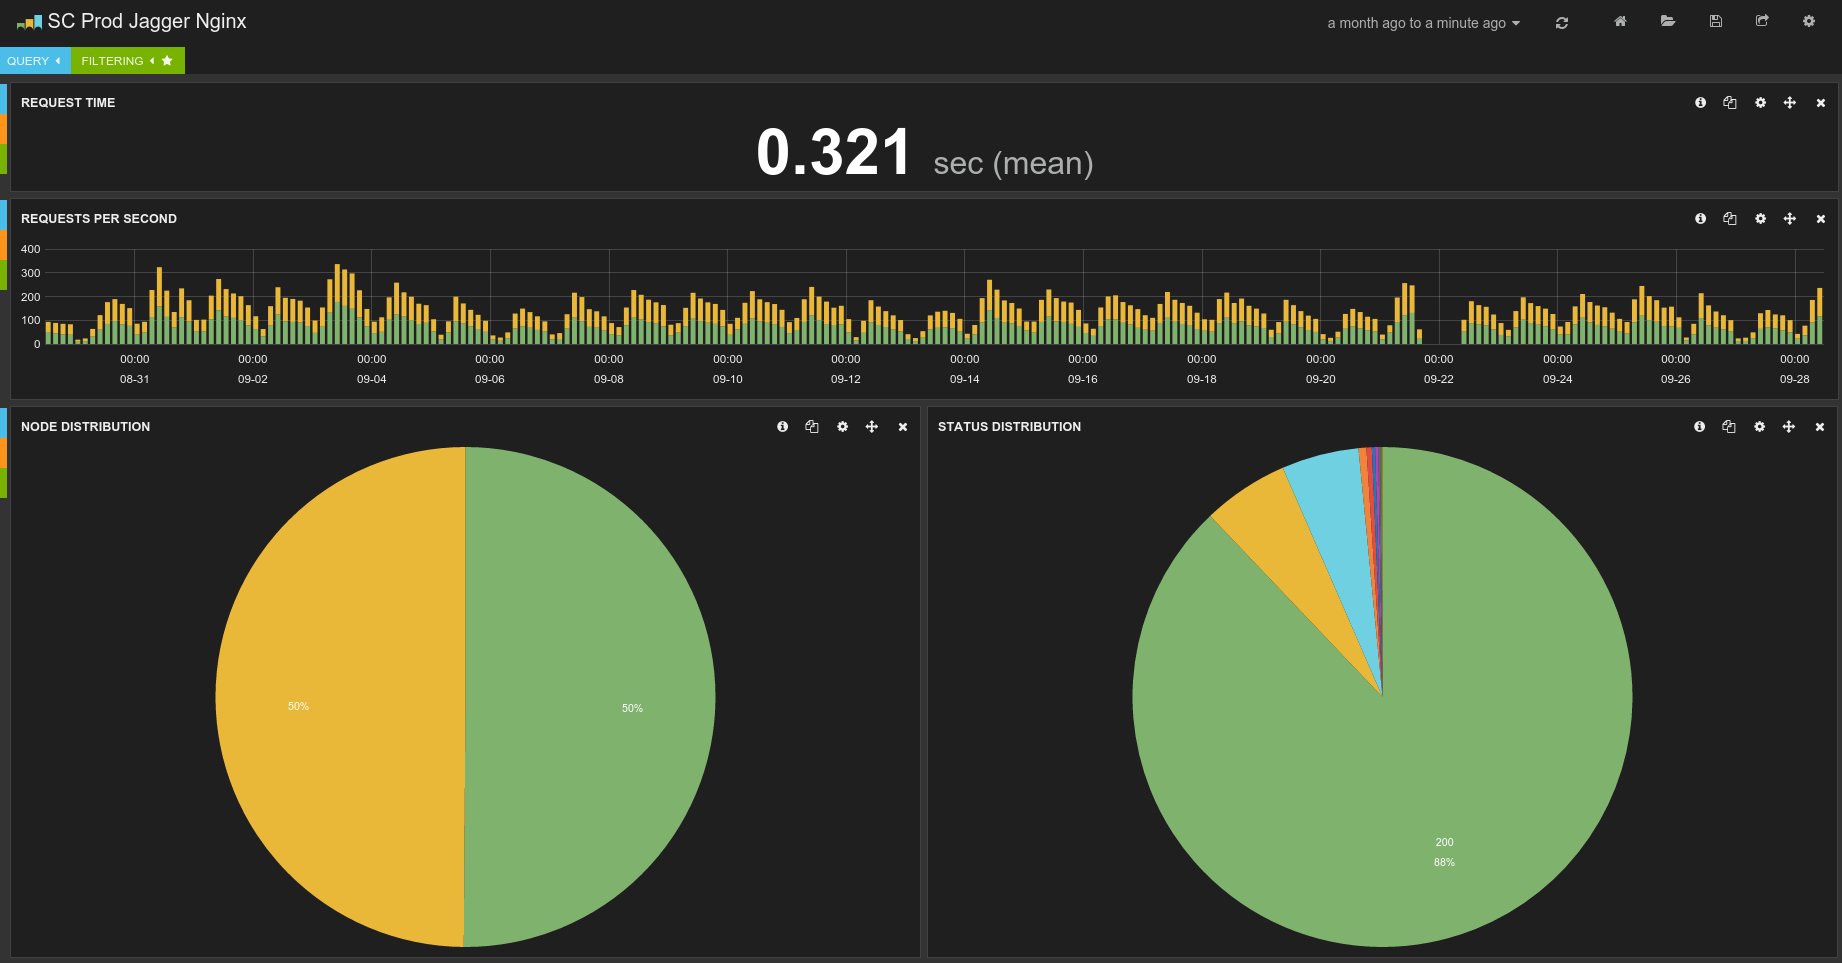 SC Prod Jagger Nginx
a month ago to a minute ago
QUERY
FILTERING
REQUEST TIME
0.321 sec (mean)
REQUESTS PER SECOND
400
300
200
100
0
00:00 00:00 00:00 00:00 00:00 00:00 00:00 00:00 00:00 00:00 00:00 00:00 00:00 00:00 00:00
08-31 09-02 09-04 09-06 09-08 09-10 09-12 09-14 09-16 09-18 09-20 09-22 09-24 09-26 09-28
NODE DISTRIBUTION
50%
50%
STATUS DISTRIBUTION
200
88%